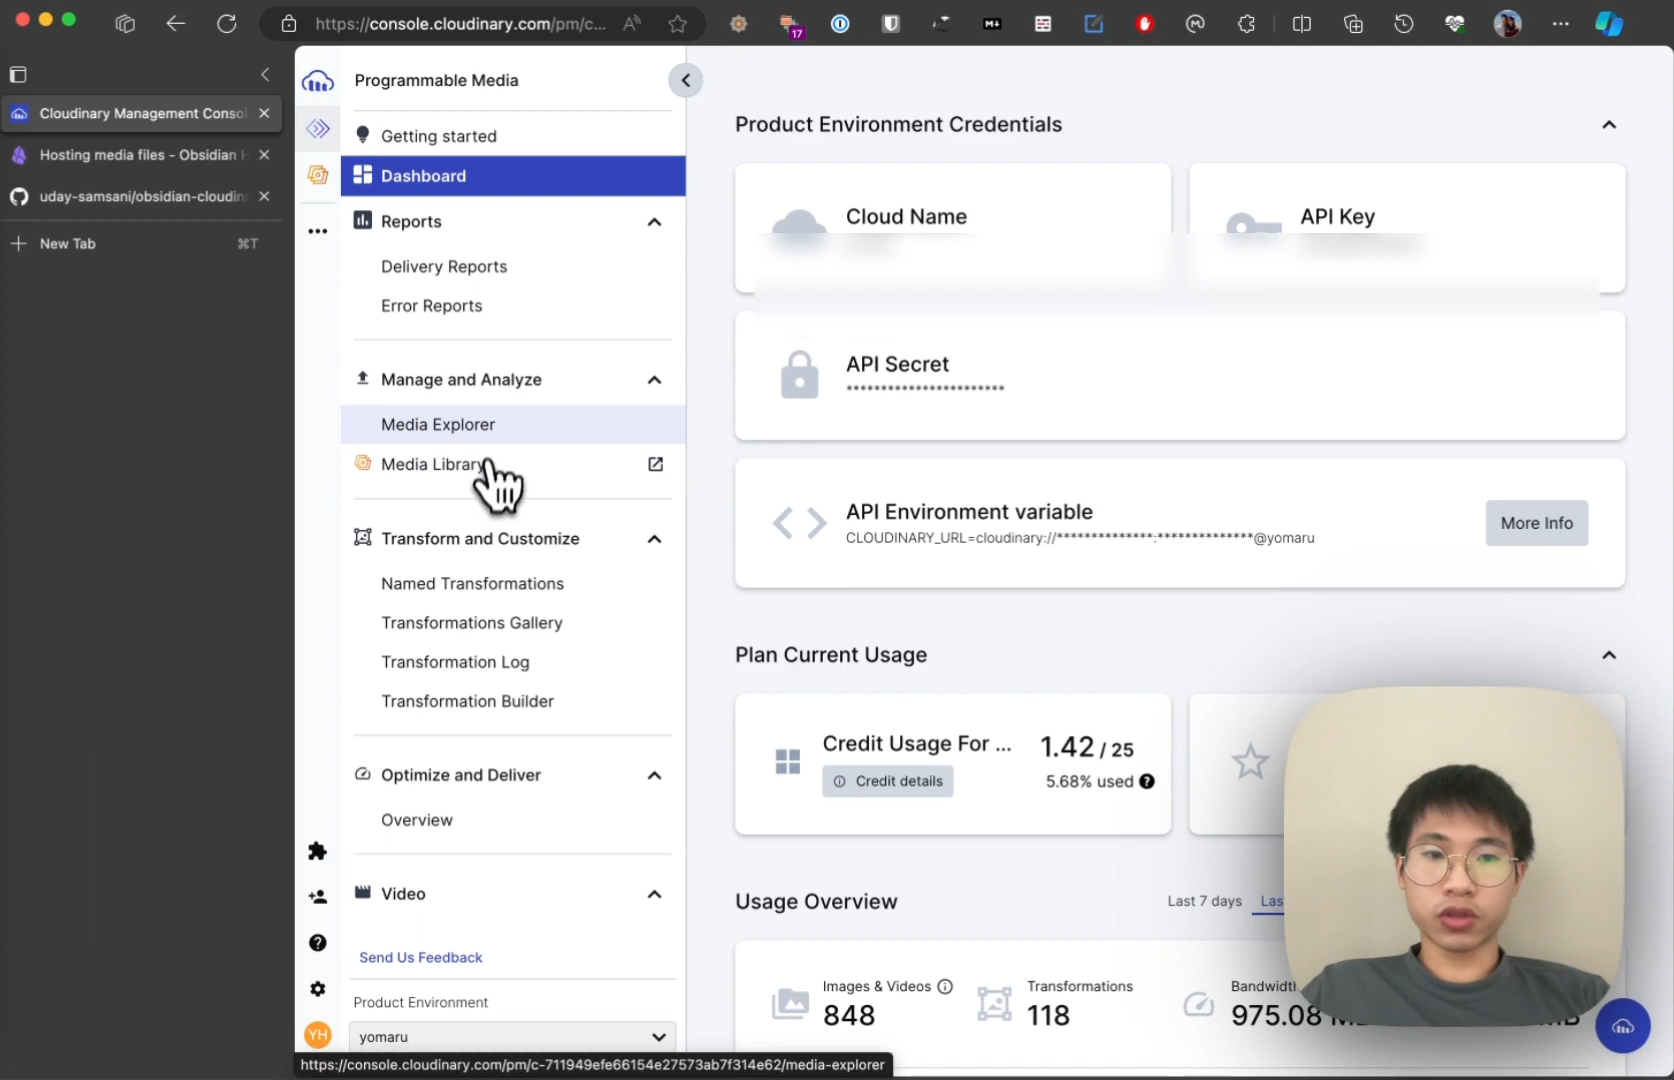 https://console.cloudinary.com/pm/c...
17
Cloudinary Management Consol
Hosting media files - Obsidian H
uday-samsani/obsidian-cloudina
New Tab
⌘T
Programmable Media
Getting started
Dashboard
Reports
Delivery Reports
Error Reports
Manage and Analyze
Media Explorer
Media Library
Transform and Customize
Named Transformations
Transformations Gallery
Transformation Log
Transformation Builder
Optimize and Deliver
Overview
Video
Send Us Feedback
Product Environment
YH
yomaru
https://console.cloudinary.com/pm/c-711949efe66154e27573ab7f314e62/media-explorer
Product Environment Credentials
Cloud Name
API Key
API Secret
***********************
API Environment variable
CLOUDINARY_URL=cloudinary://**************:**************@yomaru
More Info
Plan Current Usage
Credit Usage For ...
1.42 / 25
Credit details
5.68% used
Usage Overview
Last 7 days
Las
Images & Videos
848
Transformations
118
Bandwidth
975.08